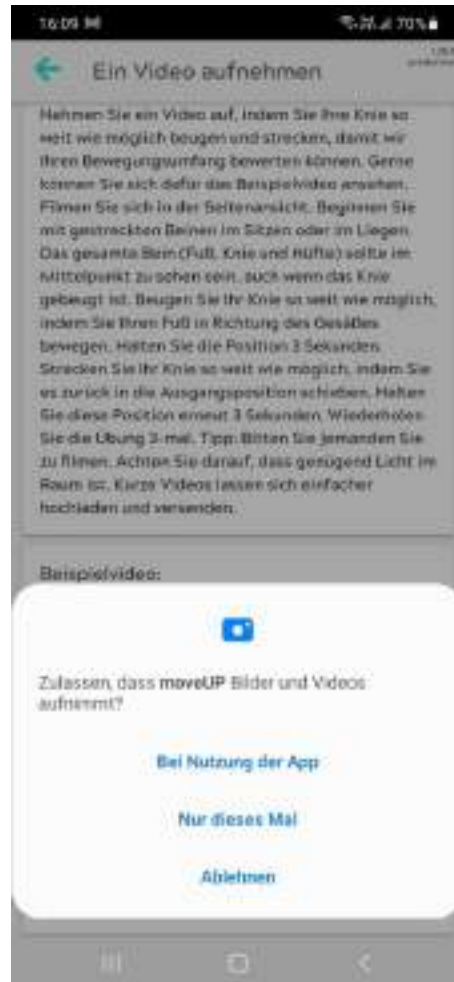 16:09
70%
Ein Video aufnehmen
Nehmen Sie ein Video auf, indem Sie Ihre Knie so
weit wie möglich beugen und strecken, damit wir
Ihren Bewegungsumfang bewerten können. Gerne
können Sie sich dafür das Beispielvideo ansehen.
Filmen Sie sich in der Seitenansicht. Beginnen Sie
mit gestreckten Beinen im Sitzen oder im Liegen.
Das gesamte Bein (Fuß, Knie und Hüfte) sollte im
Mittelpunkt zu sehen sein, auch wenn das Knie
gebeugt ist. Beugen Sie Ihr Knie so weit wie möglich,
indem Sie Ihren Fuß in Richtung des Gesäßes
bewegen. Halten Sie die Position 3 Sekunden.
Strecken Sie Ihr Knie so weit wie möglich, indem Sie
es zurück in die Ausgangsposition schieben. Halten
Sie diese Position erneut 3 Sekunden. Wiederholen
Sie die Übung 3-mal. Tipp: Bitten Sie jemanden Sie
zu filmen. Achten Sie darauf, dass genügend Licht im
Raum ist. Kurze Videos lassen sich einfacher
hochladen und versenden.
Beispielvideo:
Zulassen, dass moveUP Bilder und Videos
aufnimmt?
Bei Nutzung der App
Nur dieses Mal
Ablehnen